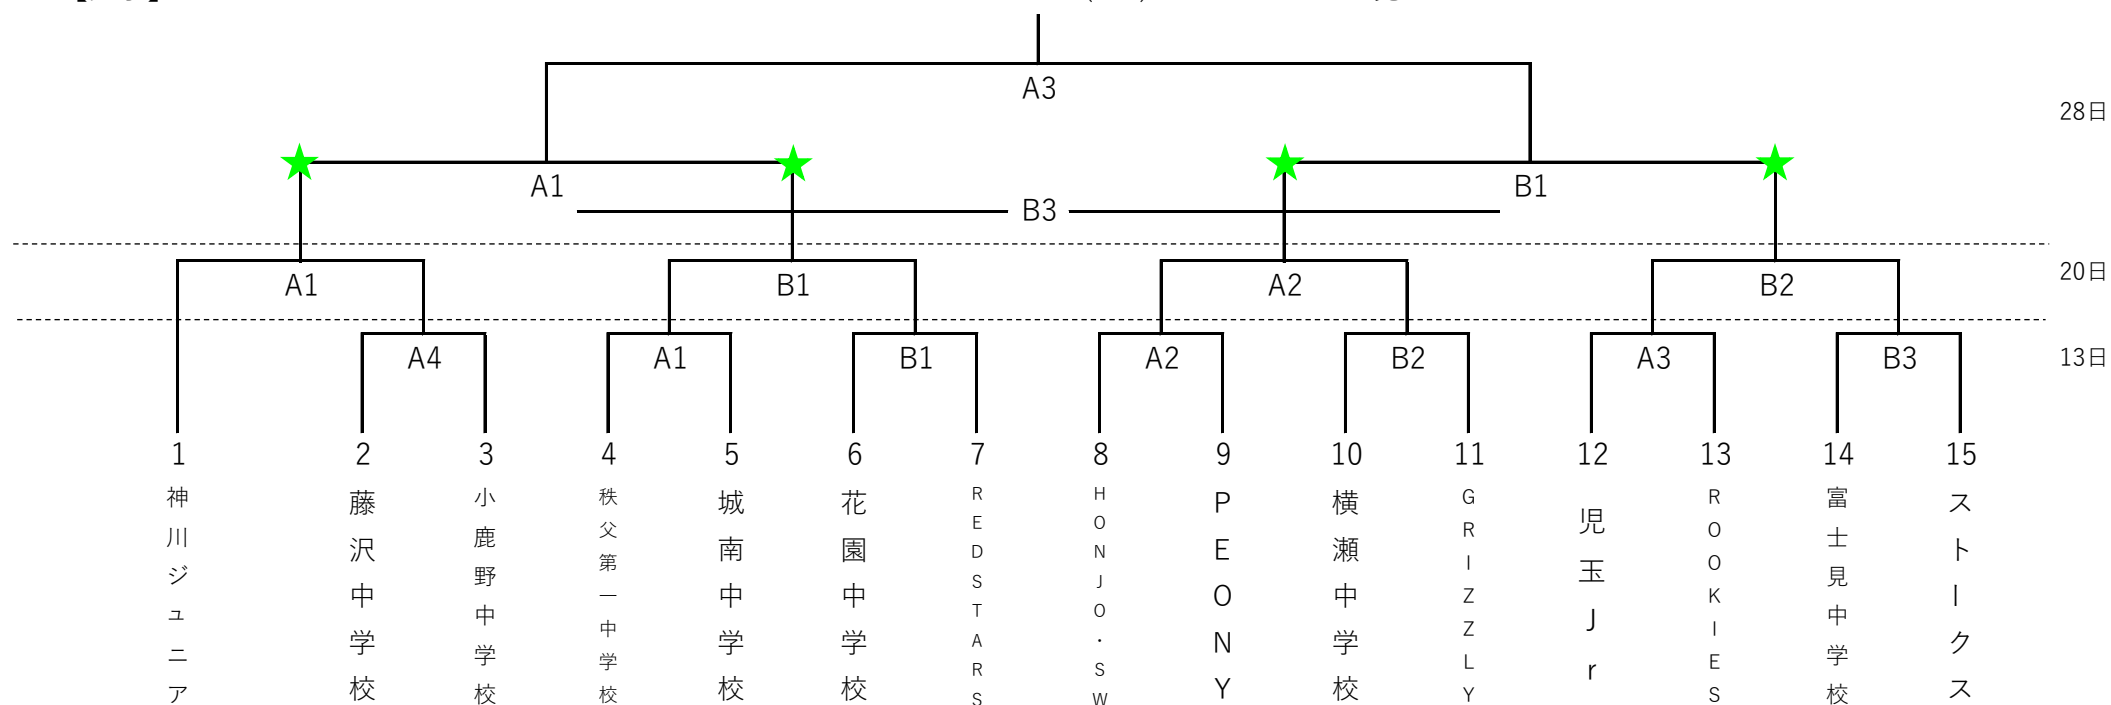 A3
28日
A1
B1
B3
20日
A1
B1
A2
B2
13日
A4
A1
B1
A2
B2
A3
B3
1
2
3
4
5
6
7
8
9
10
11
12
13
14
15
神川ジュニア
藤沢中学校
小鹿野中学校
秩父第一中学校
城南中学校
花園中学校
REDSTARS
HONJO・SW
PEONY
横瀬中学校
GRIZZLY
児玉Jr
ROOKIES
富士見中学校
ストークス